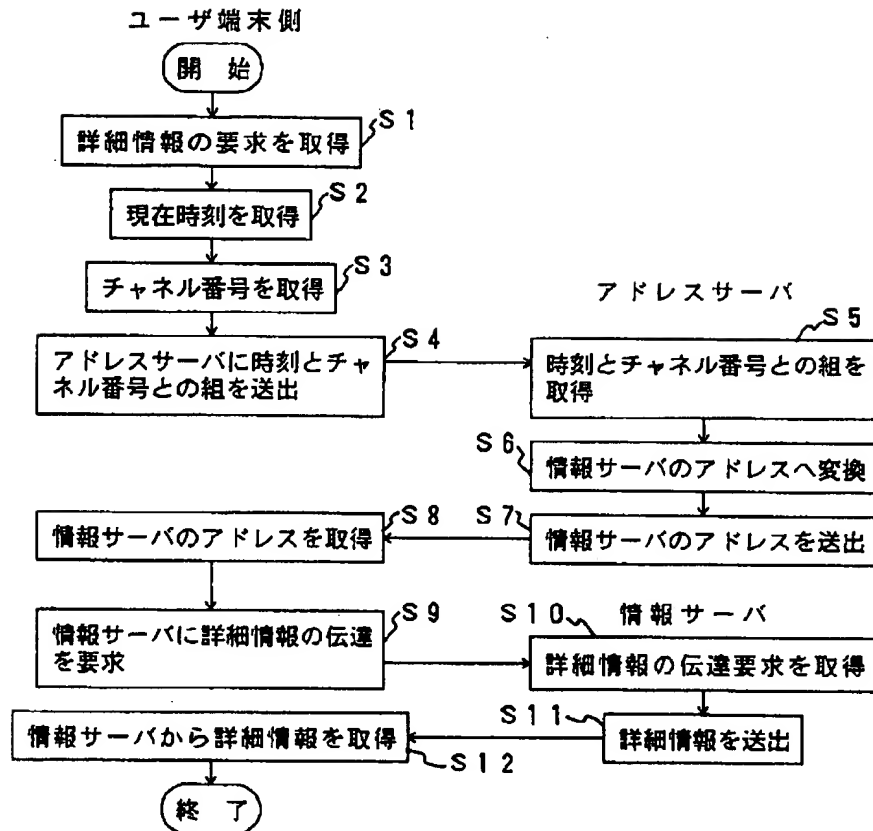 ユーザ端末側
開始
S1
詳細情報の要求を取得
S2
現在時刻を取得
S3
チャネル番号を取得
アドレスサーバ
S4
アドレスサーバに時刻とチャ
ネル番号との組を送出
S5
時刻とチャネル番号との組を
取得
S6
情報サーバのアドレスへ変換
S7
情報サーバのアドレスを送出
S8
情報サーバのアドレスを取得
S9
情報サーバに詳細情報の伝達
を要求
S10
情報サーバ
詳細情報の伝達要求を取得
S11
詳細情報を送出
情報サーバから詳細情報を取得
S12
終了